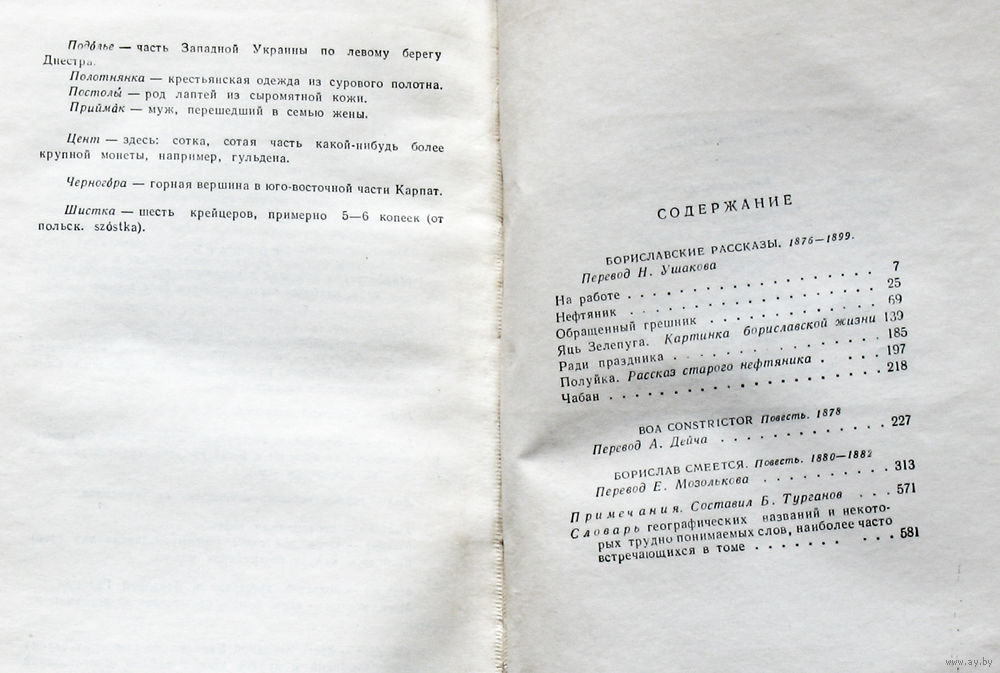 Подо́лье — часть Западной Украины по левому берегу
Днестра.
Полотнянка — крестьянская одежда из сурового полотна.
Постолы́ — род лаптей из сыромятной кожи.
Прийма́к — муж, перешедший в семью жены.
Цент — здесь: сотка, сотая часть какой-нибудь более
крупной монеты, например, гульдена.
Черного́ра — горная вершина в юго-восточной части Карпат.
Шистка — шесть крейцеров, примерно 5—6 копеек (от
польск. szóstka).
СОДЕРЖАНИЕ
БОРИСЛАВСКИЕ РАССКАЗЫ. 1876—1899.
Перевод Н. Ушакова
На работе . . . . . . . . . . . . . . . 7
Нефтяник . . . . . . . . . . . . . . . 25
Обращенный грешник . . . . . . . . . . 69
Яць Зелепуга. Картинка бориславской жизни 139
Ради праздника . . . . . . . . . . . . 185
Полуйка. Рассказ старого нефтяника . . . . 197
Чабан . . . . . . . . . . . . . . . . . 218
BOA CONSTRICTOR Повесть. 1878
Перевод А. Дейча . . . . . . . . . . . . 227
БОРИСЛАВ СМЕЕТСЯ. Повесть. 1880—1882
Перевод Е. Мозолькова . . . . . . . . . 313
Примечания. Составил Б. Турганов . . . 571
Словарь географических названий и некото-
рых трудно понимаемых слов, наиболее часто
встречающихся в томе . . . . . . . . . . 581
www.ay.by